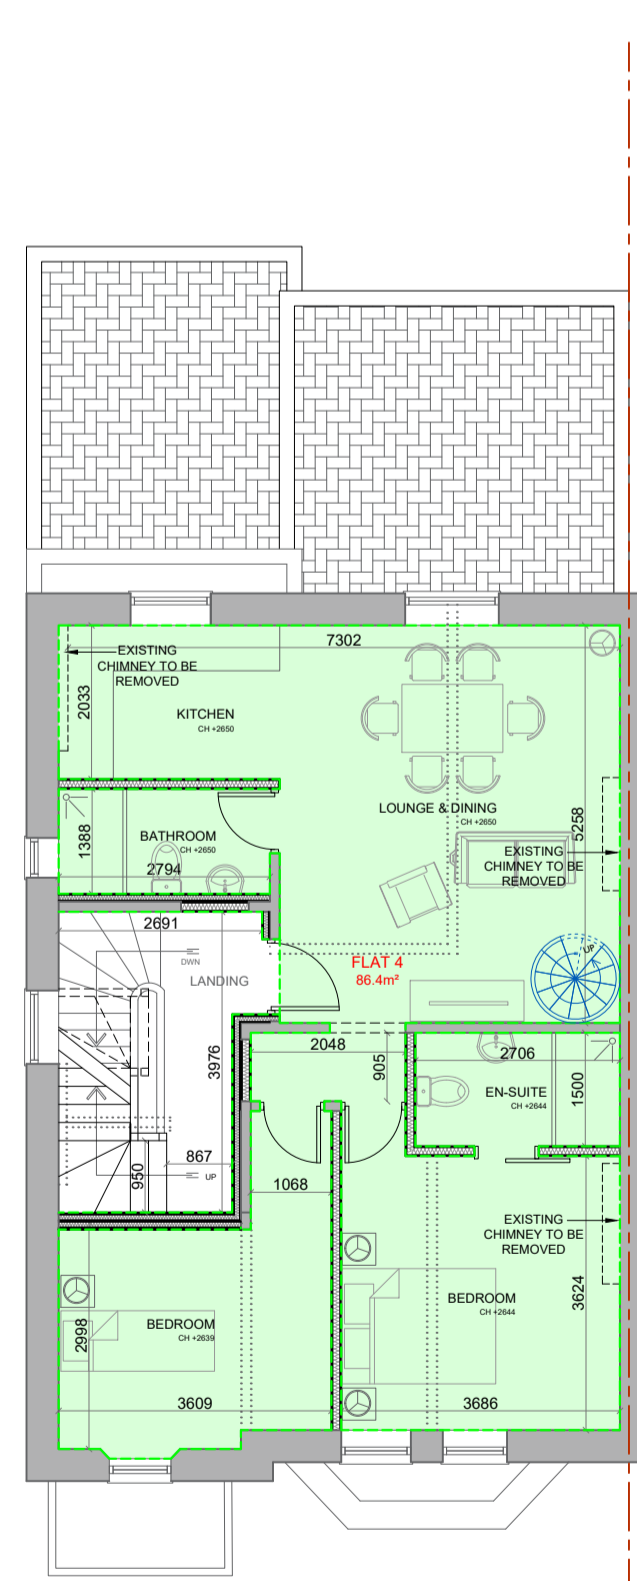 7302
EXISTING
CHIMNEY TO BE
REMOVED
2033
KITCHEN
CH +2650
LOUNGE & DINING
CH +2650
5258
1388
BATHROOM
CH +2650
2794
EXISTING
CHIMNEY TO BE
REMOVED
2691
DWN
LANDING
FLAT 4
86.4m²
UP
3976
2048
905
2706
EN-SUITE
CH +2644
1500
867
950
UP
1068
EXISTING
CHIMNEY TO BE
REMOVED
2998
BEDROOM
CH +2639
BEDROOM
CH +2644
3624
3609
3686